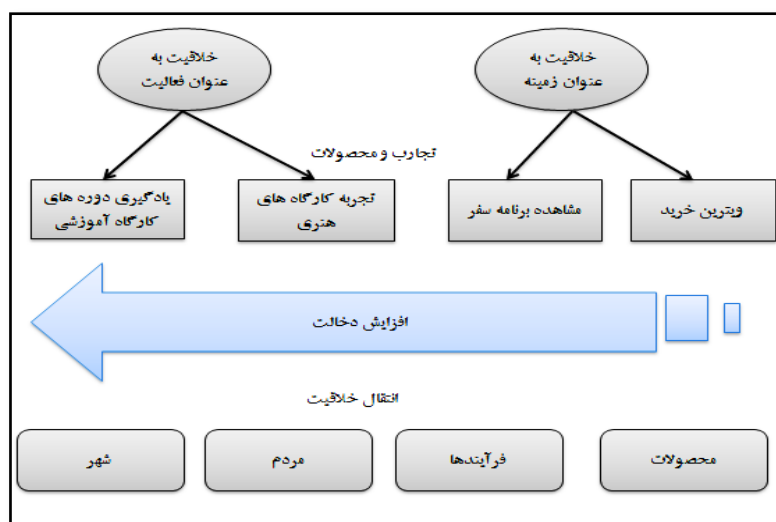 خلاقیت به
عنوان زمینه
خلاقیت به
عنوان فعالیت
تجارب و محصولات
ویترین خرید
مشاهده برنامه سفر
تجربه کارگاه های
هنری
یادگیری دوره های
کارگاه آموزشی
افزایش دخالت
انتقال خلاقیت
محصولات
فرآیندها
مردم
شهر